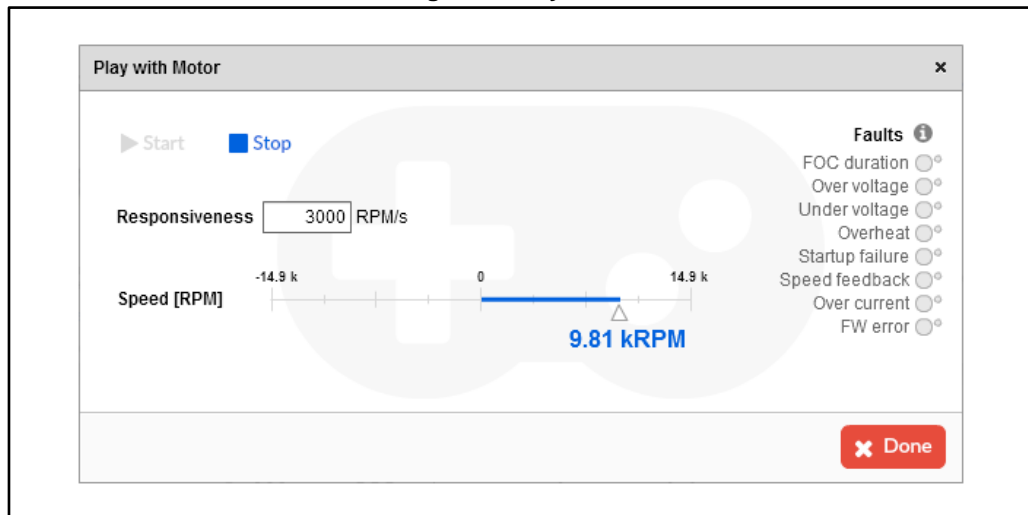 Play with Motor ×
Start Stop
Responsiveness 3000 RPM/s
-14.9 k 0 14.9 k
Speed [RPM]
9.81 kRPM
Faults
FOC duration
Over voltage
Under voltage
Overheat
Startup failure
Speed feedback
Over current
FW error
Done